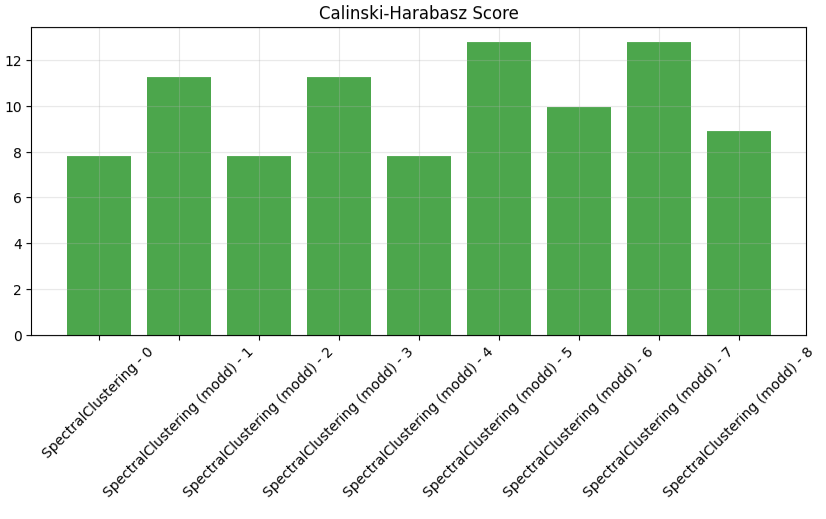 Calinski-Harabasz Score
12
10
8
6
4
2
0
SpectralClustering - 0
SpectralClustering (modd) - 1
SpectralClustering (modd) - 2
SpectralClustering (modd) - 3
SpectralClustering (modd) - 4
SpectralClustering (modd) - 5
SpectralClustering (modd) - 6
SpectralClustering (modd) - 7
SpectralClustering (modd) - 8